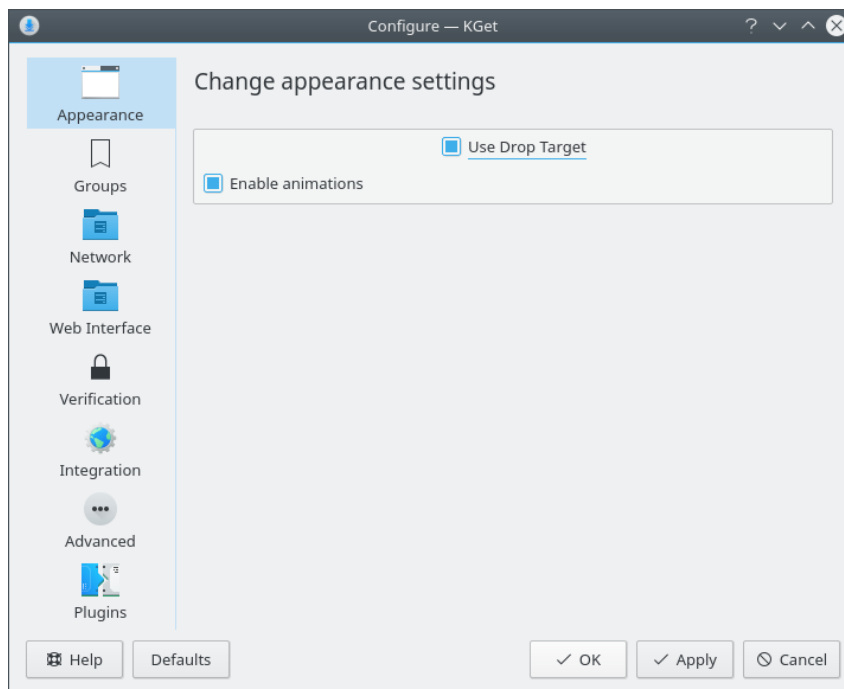 Configure — KGet
Appearance
Groups
Network
Web Interface
Verification
Integration
Advanced
Plugins
Change appearance settings
Use Drop Target
Enable animations
Help
Defaults
OK
Apply
Cancel